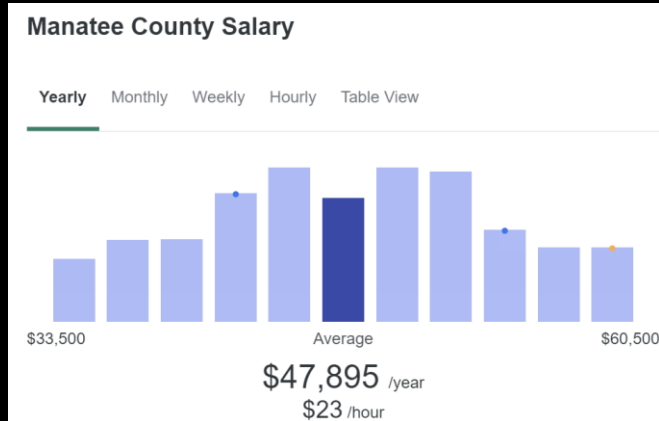 Manatee County Salary
Yearly Monthly Weekly Hourly Table View
$33,500 Average $60,500
$47,895 /year
$23 /hour